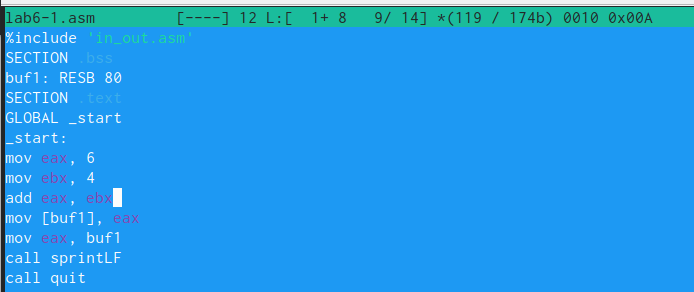 lab6-1.asm [----] 12 L:[ 1+ 8 9/ 14] *(119 / 174b) 0010 0x00A
%include 'in_out.asm'
SECTION .bss
buf1: RESB 80
SECTION .text
GLOBAL _start
_start:
mov eax, 6
mov ebx, 4
add eax, ebx
mov [buf1], eax
mov eax, buf1
call sprintLF
call quit